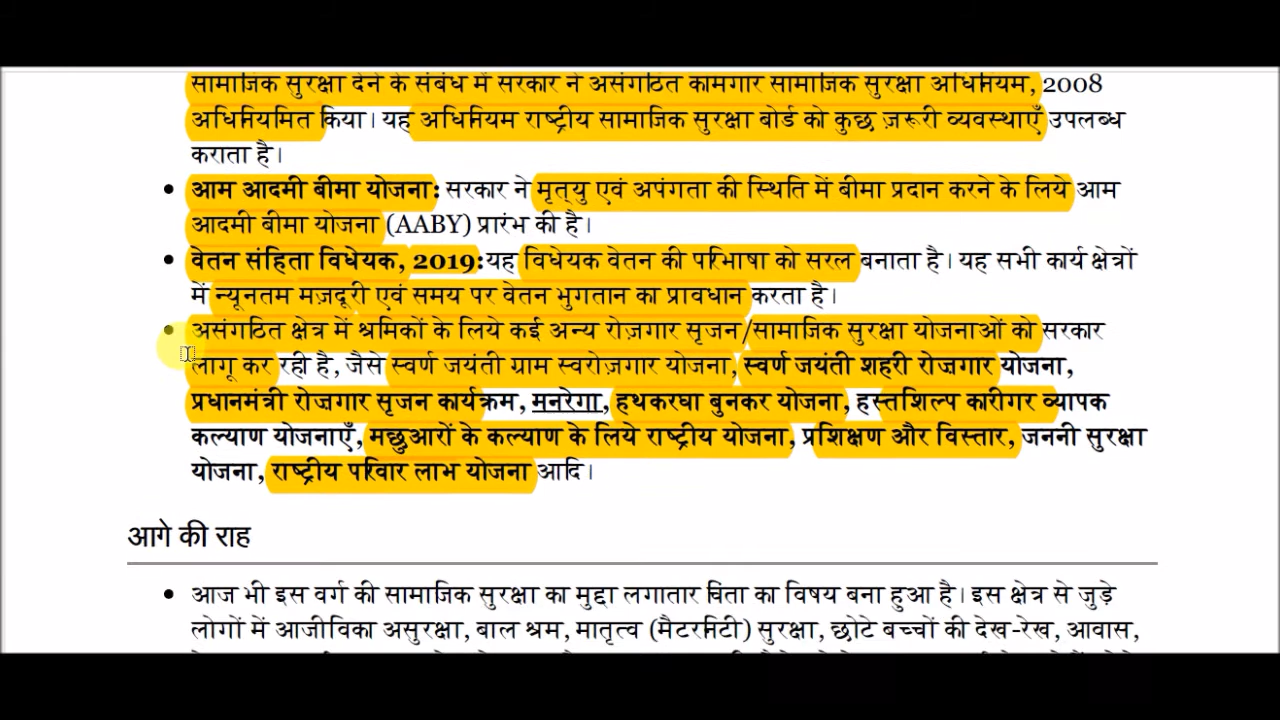 सामाजिक सुरक्षा देने के संबंध में सरकार ने असंगठित कामगार सामाजिक सुरक्षा अधिनियम, 2008
अधिनियमित किया। यह अधिनियम राष्ट्रीय सामाजिक सुरक्षा बोर्ड को कुछ ज़रूरी व्यवस्थाएँ उपलब्ध
कराता है।
• आम आदमी बीमा योजना: सरकार ने मृत्यु एवं अपंगता की स्थिति में बीमा प्रदान करने के लिये आम
आदमी बीमा योजना (AABY) प्रारंभ की है।
• वेतन संहिता विधेयक, 2019:यह विधेयक वेतन की परिभाषा को सरल बनाता है। यह सभी कार्य क्षेत्रों
में न्यूनतम मज़दूरी एवं समय पर वेतन भुगतान का प्रावधान करता है।
• असंगठित क्षेत्र में श्रमिकों के लिये कई अन्य रोज़गार सृजन/सामाजिक सुरक्षा योजनाओं को सरकार
लागू कर रही है, जैसे स्वर्ण जयंती ग्राम स्वरोज़गार योजना, स्वर्ण जयंती शहरी रोज़गार योजना,
प्रधानमंत्री रोज़गार सृजन कार्यक्रम, मनरेगा, हथकरघा बुनकर योजना, हस्तशिल्प कारीगर व्यापक
कल्याण योजनाएँ, मछुआरों के कल्याण के लिये राष्ट्रीय योजना, प्रशिक्षण और विस्तार, जननी सुरक्षा
योजना, राष्ट्रीय परिवार लाभ योजना आदि।
आगे की राह
• आज भी इस वर्ग की सामाजिक सुरक्षा का मुद्दा लगातार चिंता का विषय बना हुआ है। इस क्षेत्र से जुड़े
लोगों में आजीविका असुरक्षा, बाल श्रम, मातृत्व (मैटरनिटी) सुरक्षा, छोटे बच्चों की देख-रेख, आवास,